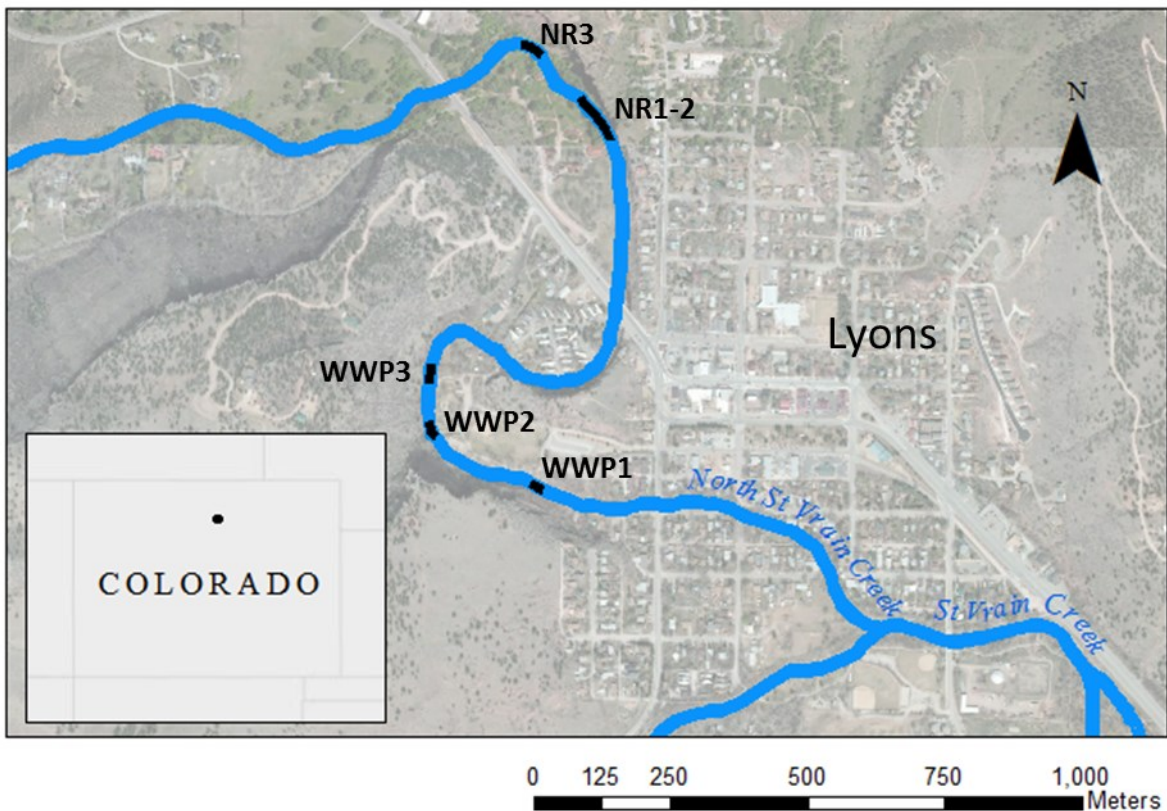 NR3
NR1-2
N
Lyons
WWP3
WWP2
WWP1
North St Vrain Creek
St Vrain Creek
COLORADO
0 125 250 500 750 1,000
Meters